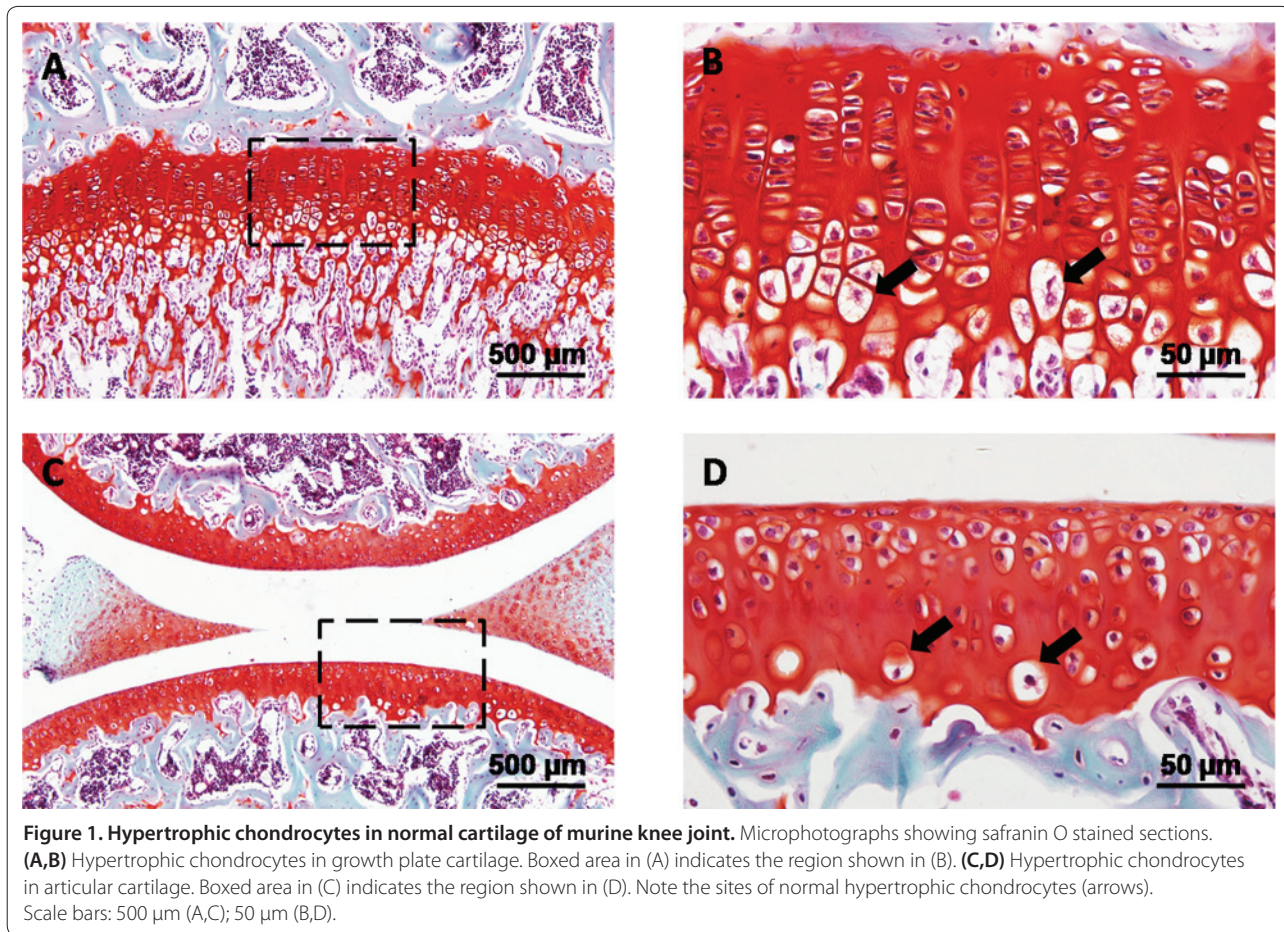 A
B
500 µm
50 µm
C
D
500 µm
50 µm
Figure 1. Hypertrophic chondrocytes in normal cartilage of murine knee joint. Microphotographs showing safranin O stained sections.
(A,B) Hypertrophic chondrocytes in growth plate cartilage. Boxed area in (A) indicates the region shown in (B). (C,D) Hypertrophic chondrocytes
in articular cartilage. Boxed area in (C) indicates the region shown in (D). Note the sites of normal hypertrophic chondrocytes (arrows).
Scale bars: 500 µm (A,C); 50 µm (B,D).